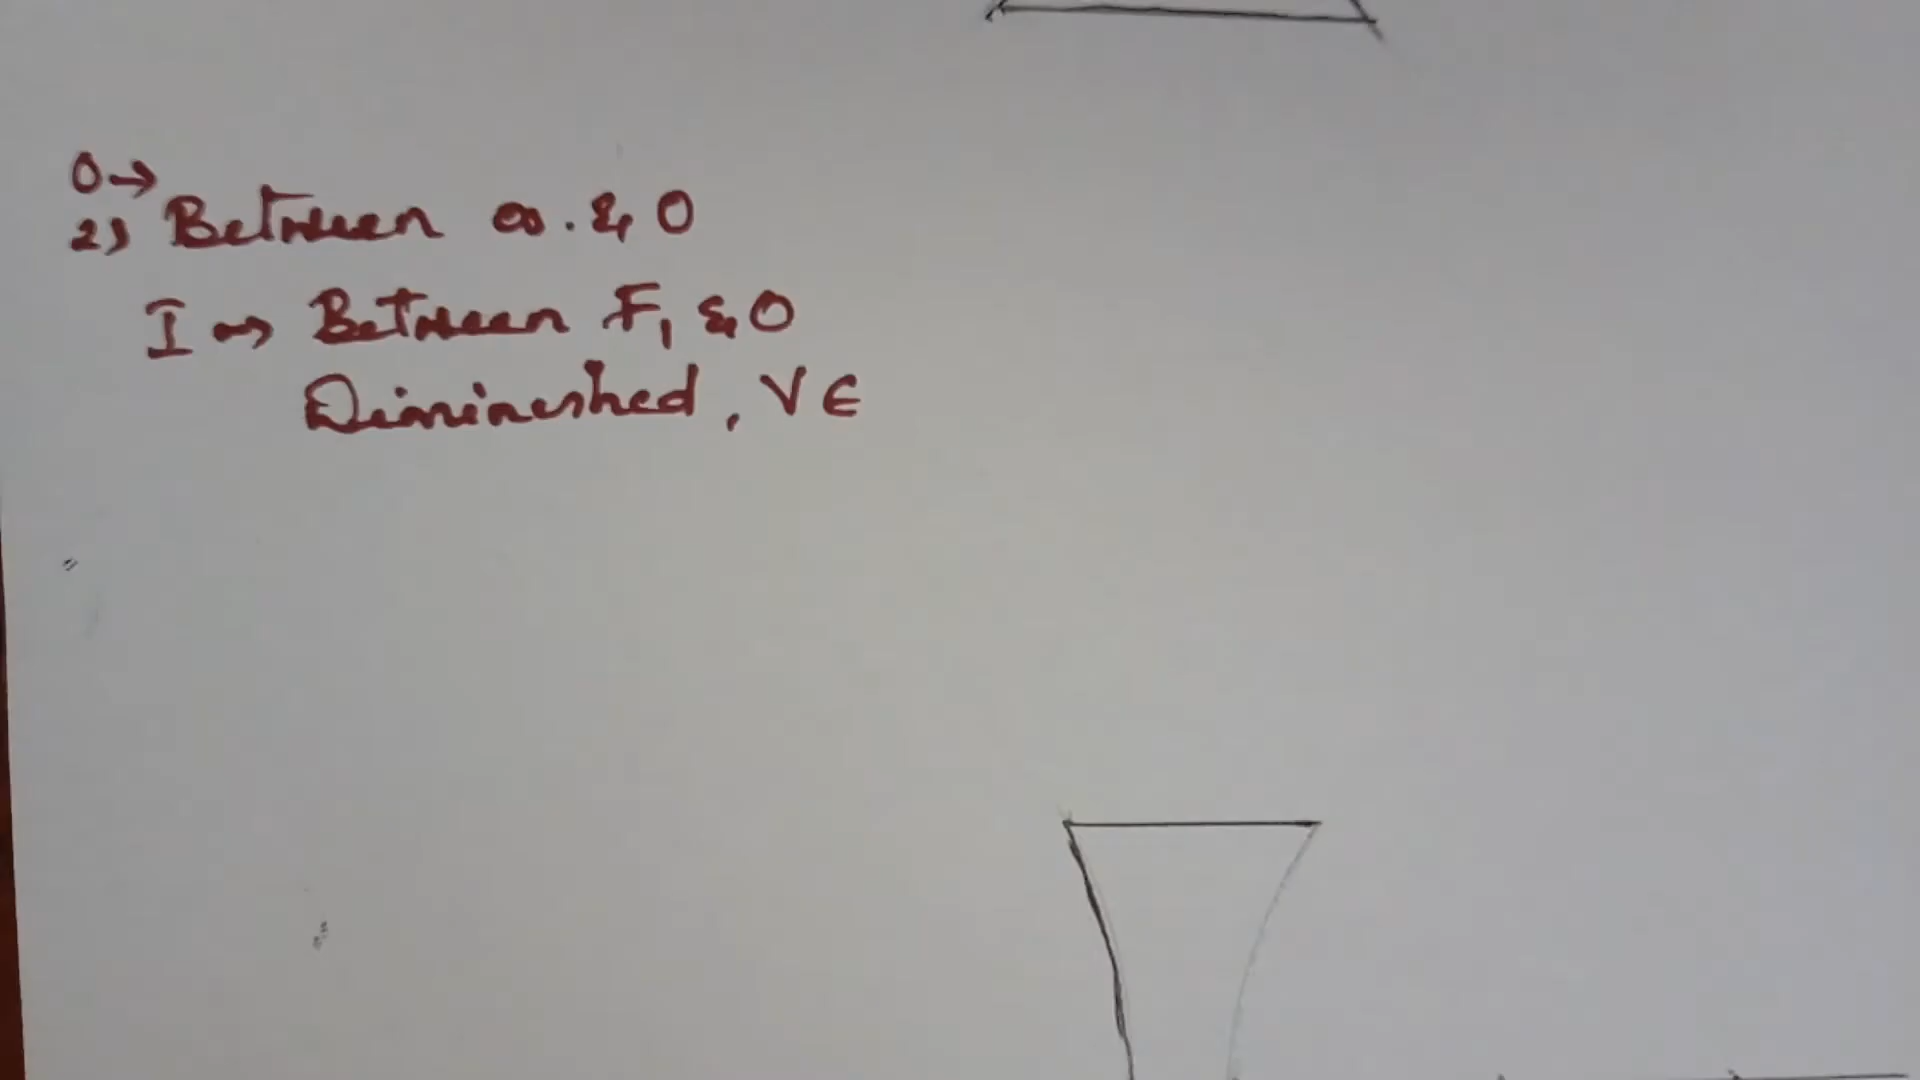 O→
2) Between ∞. & O
I → Between F₁ & O
Diminished, VE